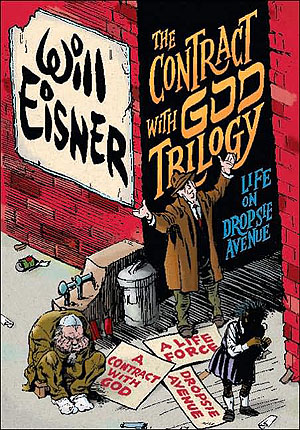 Will
Eisner
THE
CONTRACT
WITH GOD
TRILOGY
LIFE
ON
DROPSIE
AVENUE
A LIFE
FORCE
A
CONTRACT
WITH
GOD
DROPSIE
AVENUE